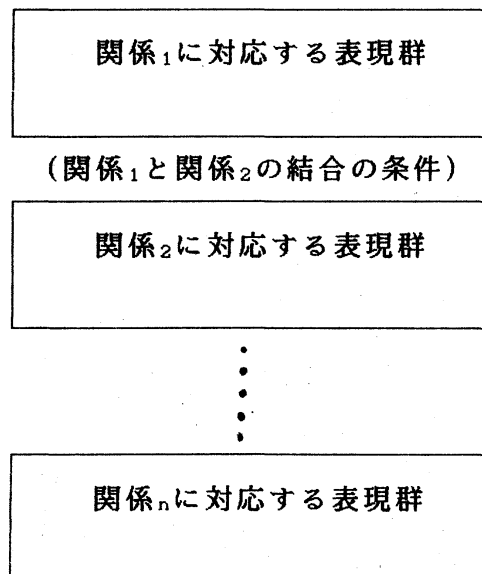 関係₁に対応する表現群
(関係₁と関係₂の結合の条件)
関係₂に対応する表現群
関係ₙに対応する表現群